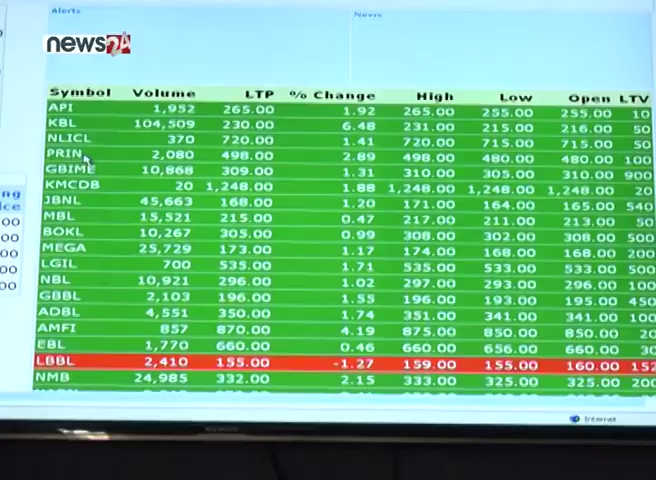 Alerts
News
news24
Symbol Volume LTP % Change High Low Open LTV
API 1,952 265.00 1.92 265.00 255.00 255.00 10
KBL 104,509 230.00 6.48 231.00 215.00 216.00 50
NLICL 370 720.00 1.41 720.00 715.00 715.00 50
PRIN 2,080 498.00 2.89 498.00 480.00 480.00 100
GBIME 10,868 309.00 1.31 310.00 305.00 310.00 900
KMCDB 20 1,248.00 1.88 1,248.00 1,248.00 1,248.00 20
JBNL 45,663 168.00 1.20 171.00 164.00 165.00 540
MBL 15,521 215.00 0.47 217.00 211.00 213.00 50
BOKL 10,267 305.00 0.99 308.00 302.00 308.00 500
MEGA 25,729 173.00 1.17 174.00 168.00 168.00 200
LGIL 700 535.00 1.71 535.00 533.00 533.00 500
NBL 10,921 296.00 1.02 297.00 293.00 296.00 100
GBBL 2,103 196.00 1.55 196.00 193.00 195.00 450
ADBL 4,551 350.00 1.74 351.00 341.00 341.00 100
AMFI 857 870.00 4.19 875.00 850.00 850.00 20
EBL 1,770 660.00 0.46 660.00 656.00 660.00 30
LBBL 2,410 155.00 -1.27 159.00 155.00 160.00 152
NMB 24,985 332.00 2.15 333.00 325.00 325.00 200
ng
ice
00
00
00
00
00
Internet